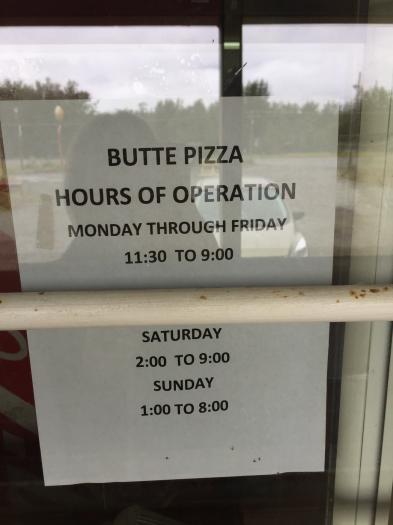 BUTTE PIZZA
HOURS OF OPERATION
MONDAY THROUGH FRIDAY
11:30 TO 9:00
SATURDAY
2:00 TO 9:00
SUNDAY
1:00 TO 8:00